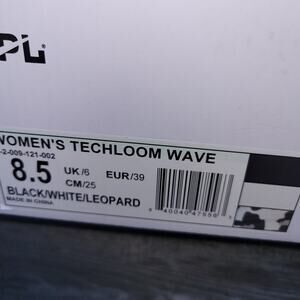 PL
WOMEN'S TECHLOOM WAVE
2-009-121-002
8.5 UK/6 EUR/39
CM/25
BLACK/WHITE/LEOPARD
MADE IN CHINA